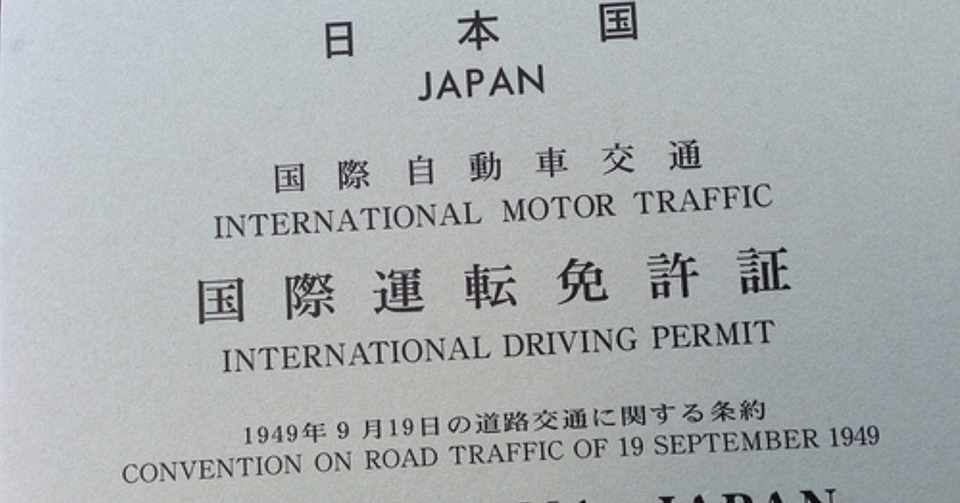 日本国
JAPAN
国際自動車交通
INTERNATIONAL MOTOR TRAFFIC
国際運転免許証
INTERNATIONAL DRIVING PERMIT
1949年9月19日の道路交通に関する条約
CONVENTION ON ROAD TRAFFIC OF 19 SEPTEMBER 1949
JAPAN